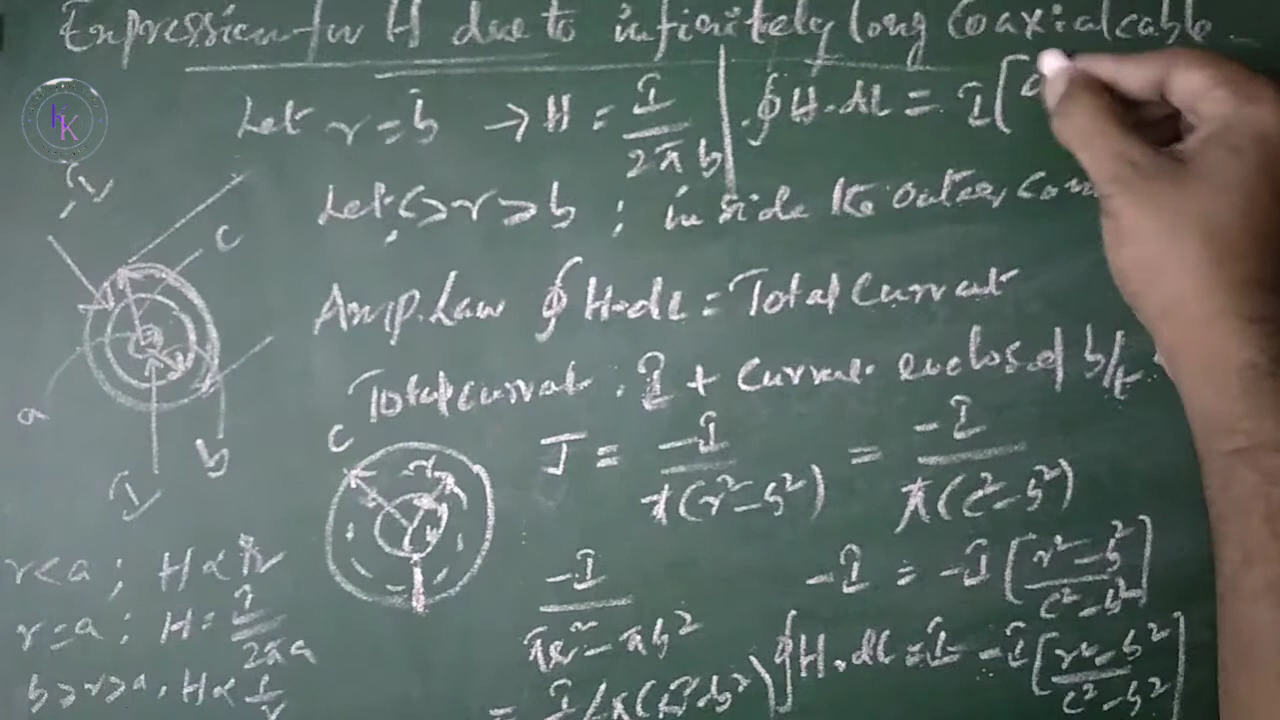 Expression for H due to infinitely long Coaxial cable
Let r = b → H = I / 2π b | ∮ H·dL = I [
Let c > r > b ; inside the outer Con
Amp. Law ∮ H·dL = Total Current
Total current : I + Current enclosed b/t
J = -I / π(r² - b²) = -I / π(c² - b²)
-I / πr² - πb²
-I = -I [ r² - b² / c² - b² ]
∮ H·dL = I - I [ r² - b² / c² - b² ]
I
c
a
b
I
c
r
b
r < a ; H ∝ r
r = a ; H = I / 2πa
b > r > a , H ∝ 1/r
KK